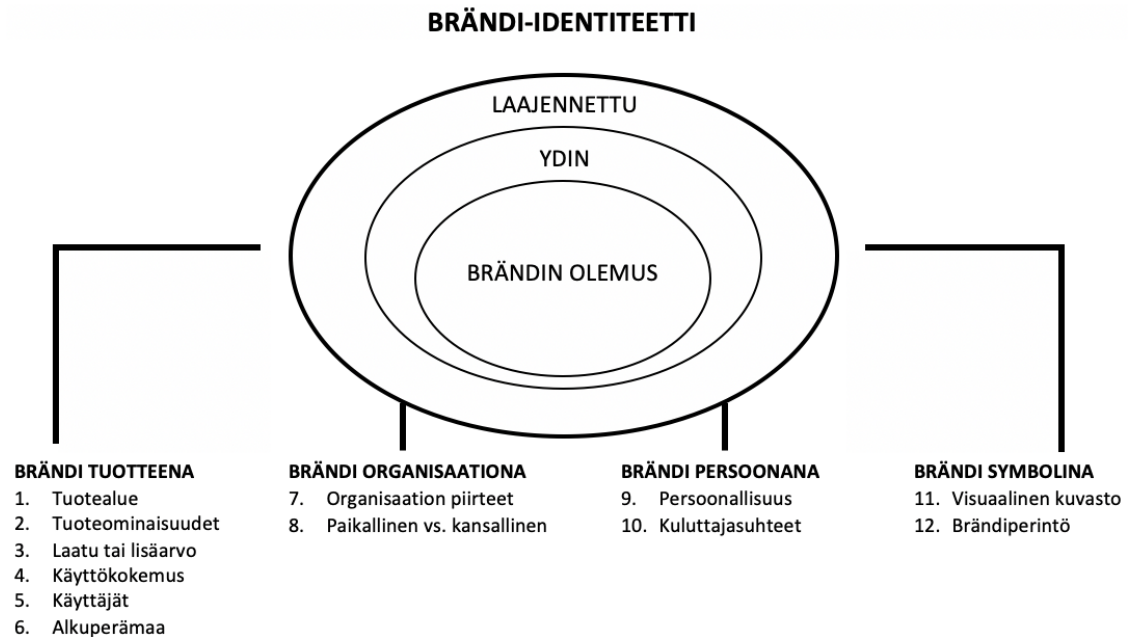 BRÄNDI-IDENTITEETTI
LAAJENNETTU
YDIN
BRÄNDIN OLEMUS
BRÄNDI TUOTTEENA
1. Tuotealue
2. Tuoteominaisuudet
3. Laatu tai lisäarvo
4. Käyttökokemus
5. Käyttäjät
6. Alkuperämaa
BRÄNDI ORGANISAATIONA
7. Organisaation piirteet
8. Paikallinen vs. kansallinen
BRÄNDI PERSOONANA
9. Persoonallisuus
10. Kuluttajasuhteet
BRÄNDI SYMBOLINA
11. Visuaalinen kuvasto
12. Brändiperintö